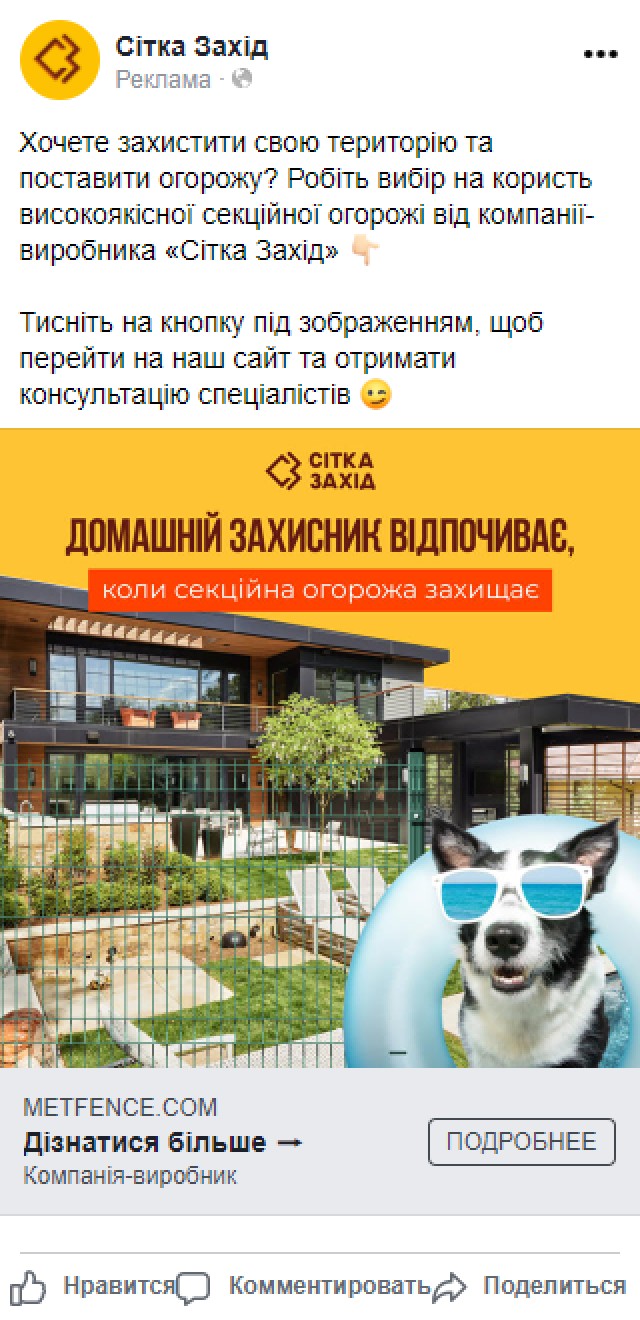 Сітка Захід
Реклама ·
Хочете захистити свою територію та
поставити огорожу? Робіть вибір на користь
високоякісної секційної огорожі від компанії-
виробника «Сітка Захід» 👇🏻
Тисніть на кнопку під зображенням, щоб
перейти на наш сайт та отримати
консультацію спеціалістів 😉
СІТКА
ЗАХІД
ДОМАШНІЙ ЗАХИСНИК ВІДПОЧИВАЄ,
коли секційна огорожа захищає
METFENCE.COM
Дізнатися більше →
Компанія-виробник
ПОДРОБНЕЕ
Нравится Комментировать Поделиться